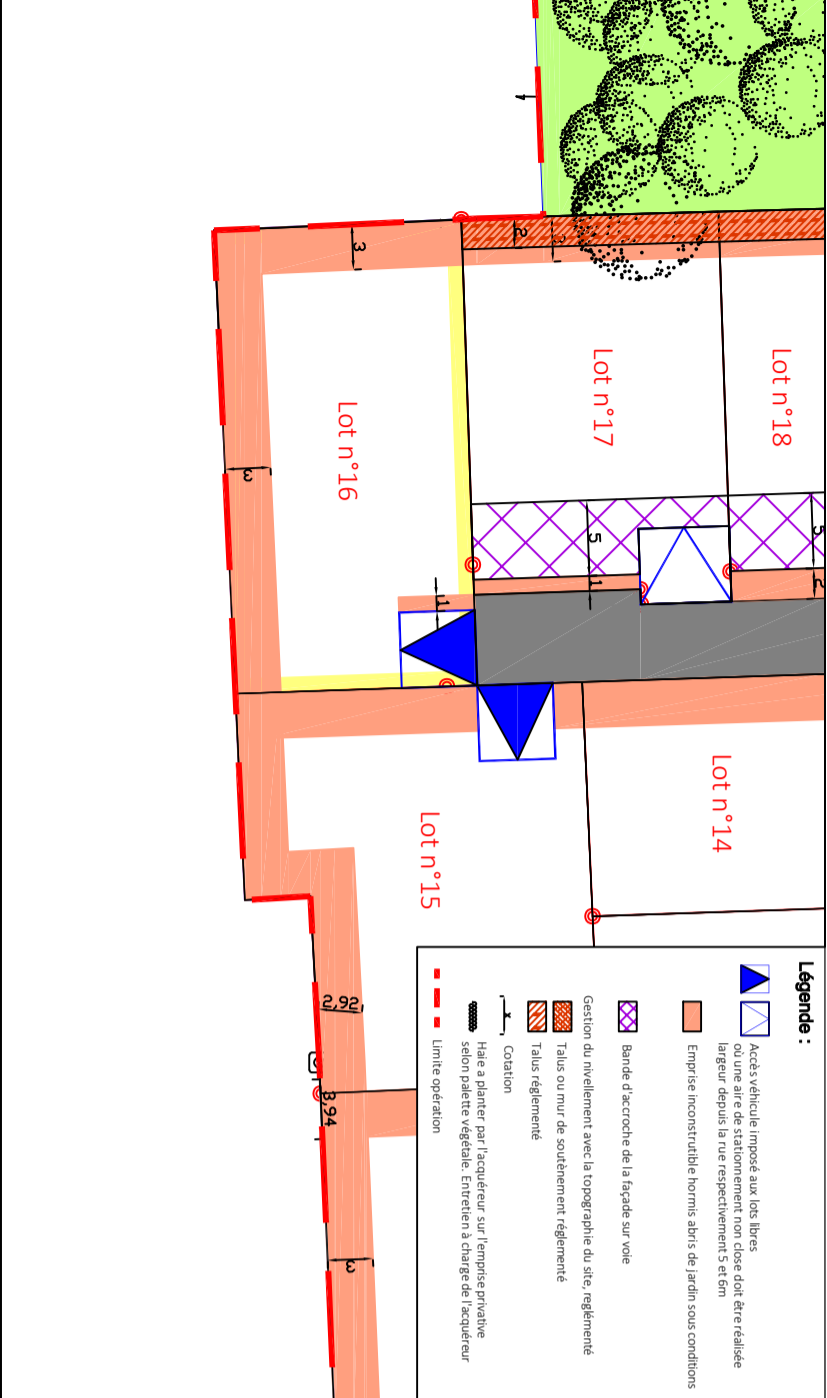 Lot n°18
Lot n°17
Lot n°16
Lot n°14
Lot n°15
4
2
2
3
3
5
5
1
2
1
2,92
3,94
3
Légende :
Accès véhicule imposé aux lots libres
où une aire de stationnement non close doit être réalisée
largeur depuis la rue respectivement 5 et 6m
Emprise inconstrutible hormis abris de jardin sous conditions
Bande d'accroche de la façade sur voie
Gestion du nivellement avec la topographie du site, reglémenté
Talus ou mur de soutènement réglementé
Talus réglementé
x
Cotation
Haie a planter par l'acquéreur sur l'emprise privative
selon palette végétale. Entretien à charge de l'acquéreur
Limite opération